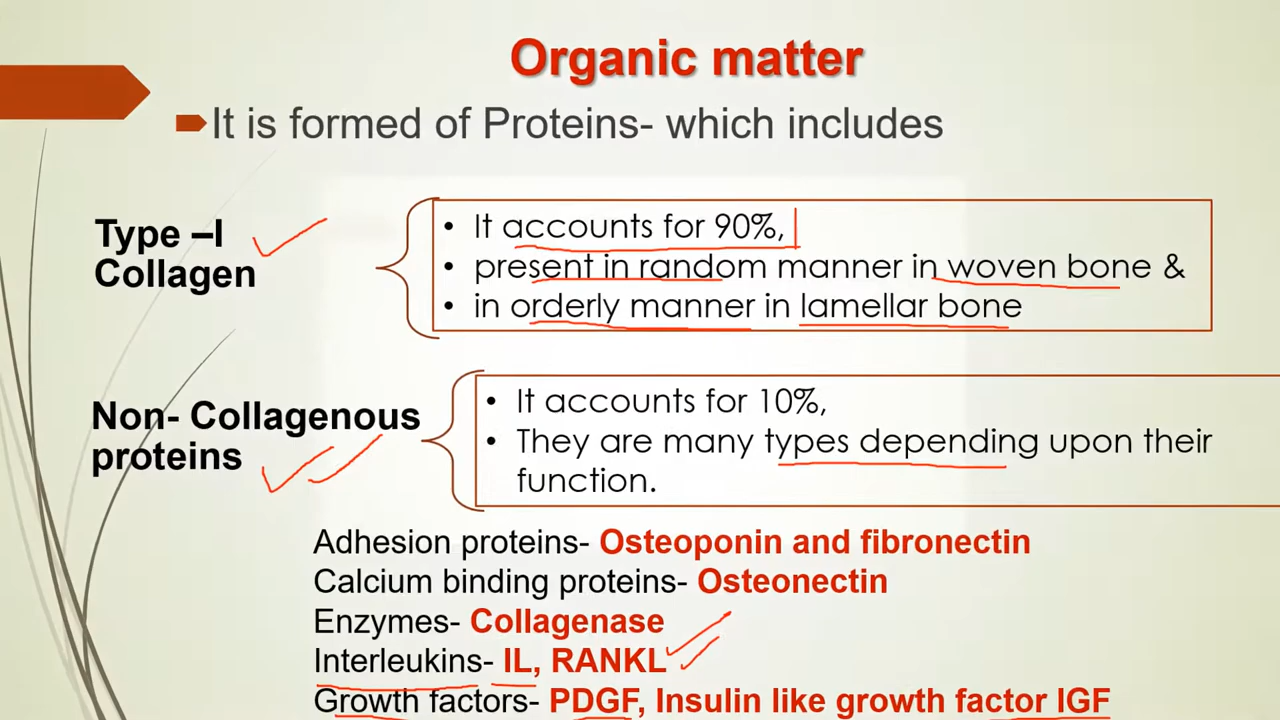 Organic matter
It is formed of Proteins- which includes
Type –I
Collagen
• It accounts for 90%,
• present in random manner in woven bone &
• in orderly manner in lamellar bone
Non- Collagenous
proteins
• It accounts for 10%,
• They are many types depending upon their
function.
Adhesion proteins- Osteoponin and fibronectin
Calcium binding proteins- Osteonectin
Enzymes- Collagenase
Interleukins- IL, RANKL
Growth factors- PDGF, Insulin like growth factor IGF